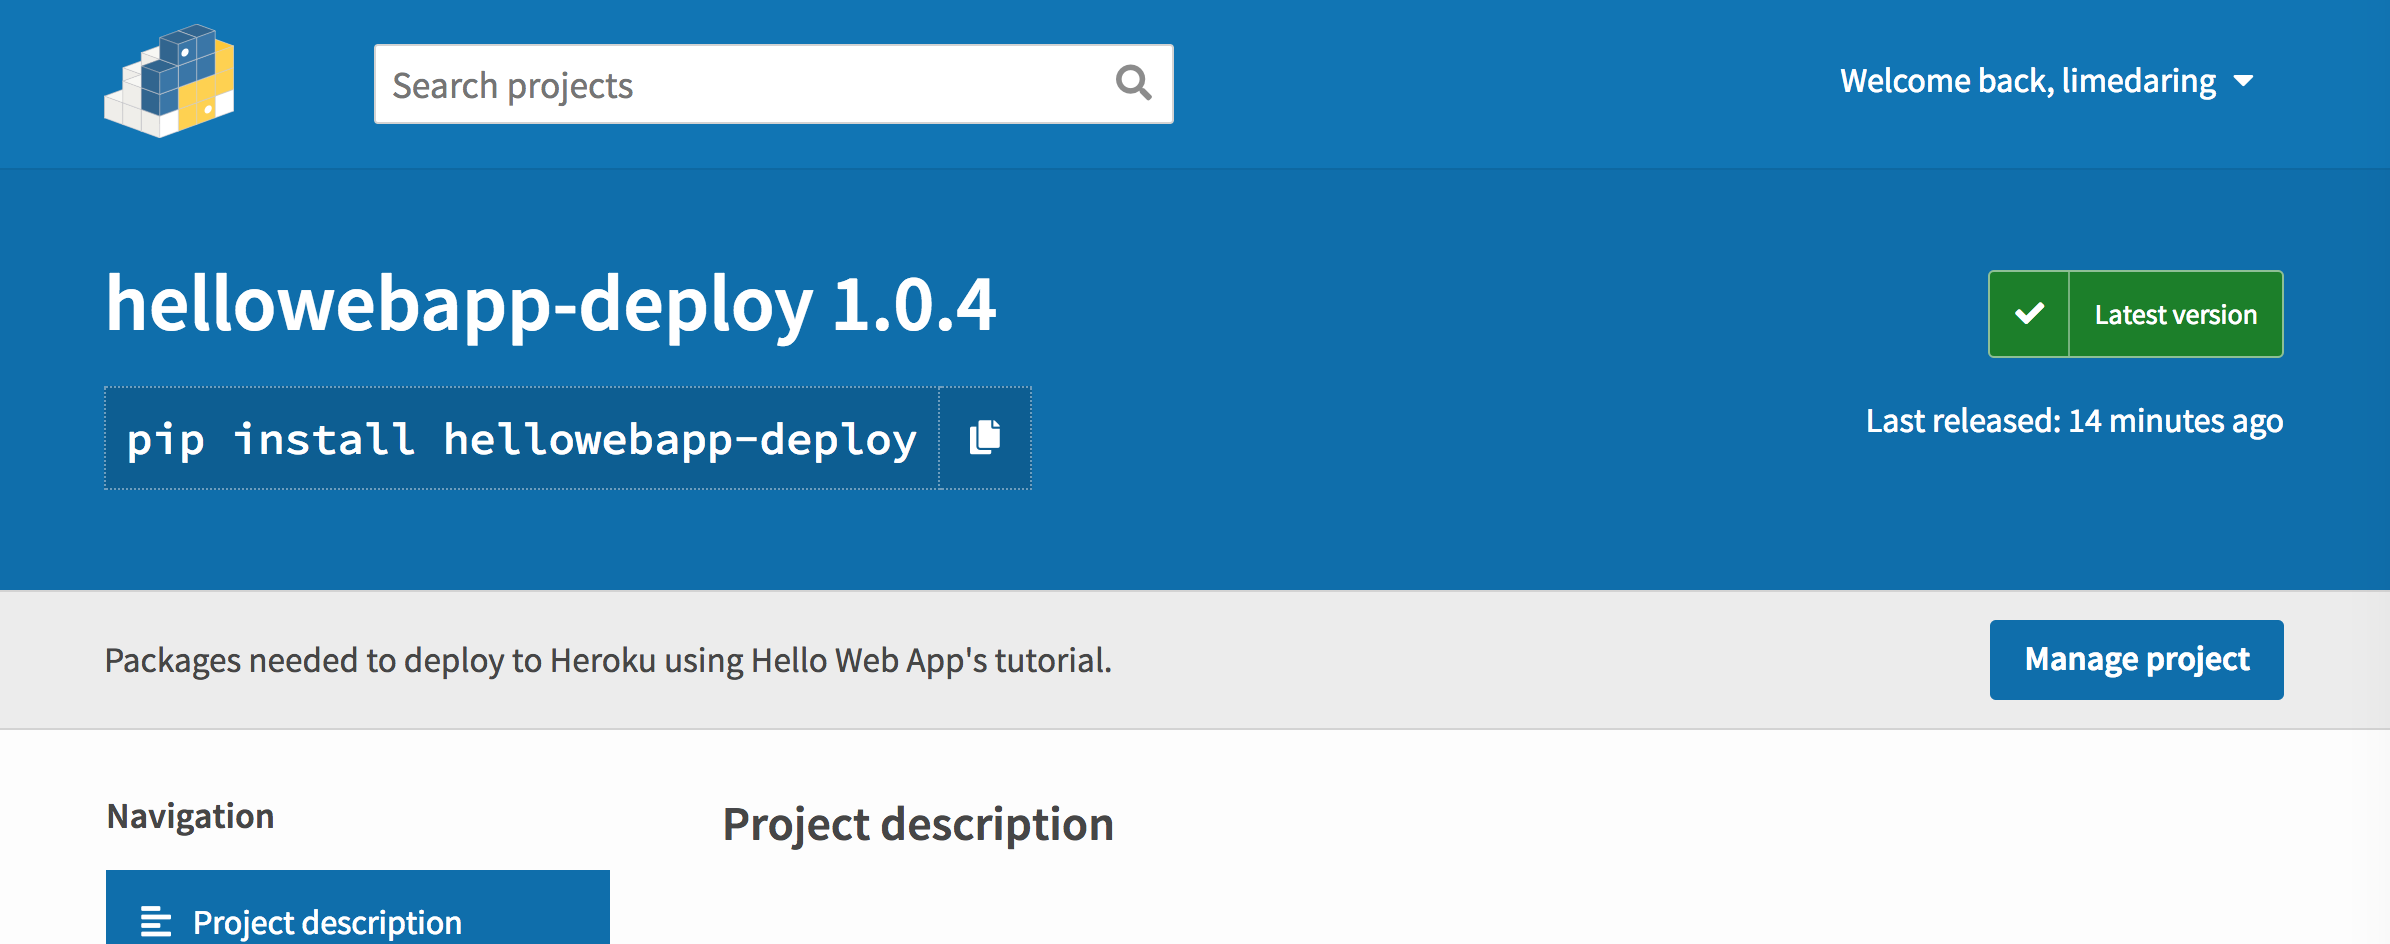 Search projects
Welcome back, limedaring
hellowebapp-deploy 1.0.4
Latest version
pip install hellowebapp-deploy
Last released: 14 minutes ago
Packages needed to deploy to Heroku using Hello Web App's tutorial.
Manage project
Navigation
Project description
Project description